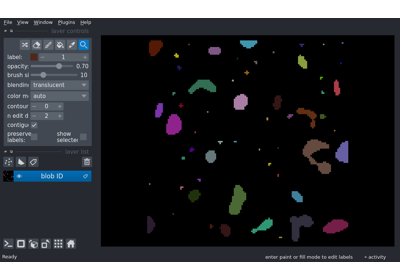 File View Window Plugins Help
layer controls
label: 1
opacity: 0.70
brush si 10
blending translucent
color m auto
contour 0
n edit d 2
contigu
preserve labels: show selected
layer list
blob ID
Ready
enter paint or fill mode to edit labels
activity